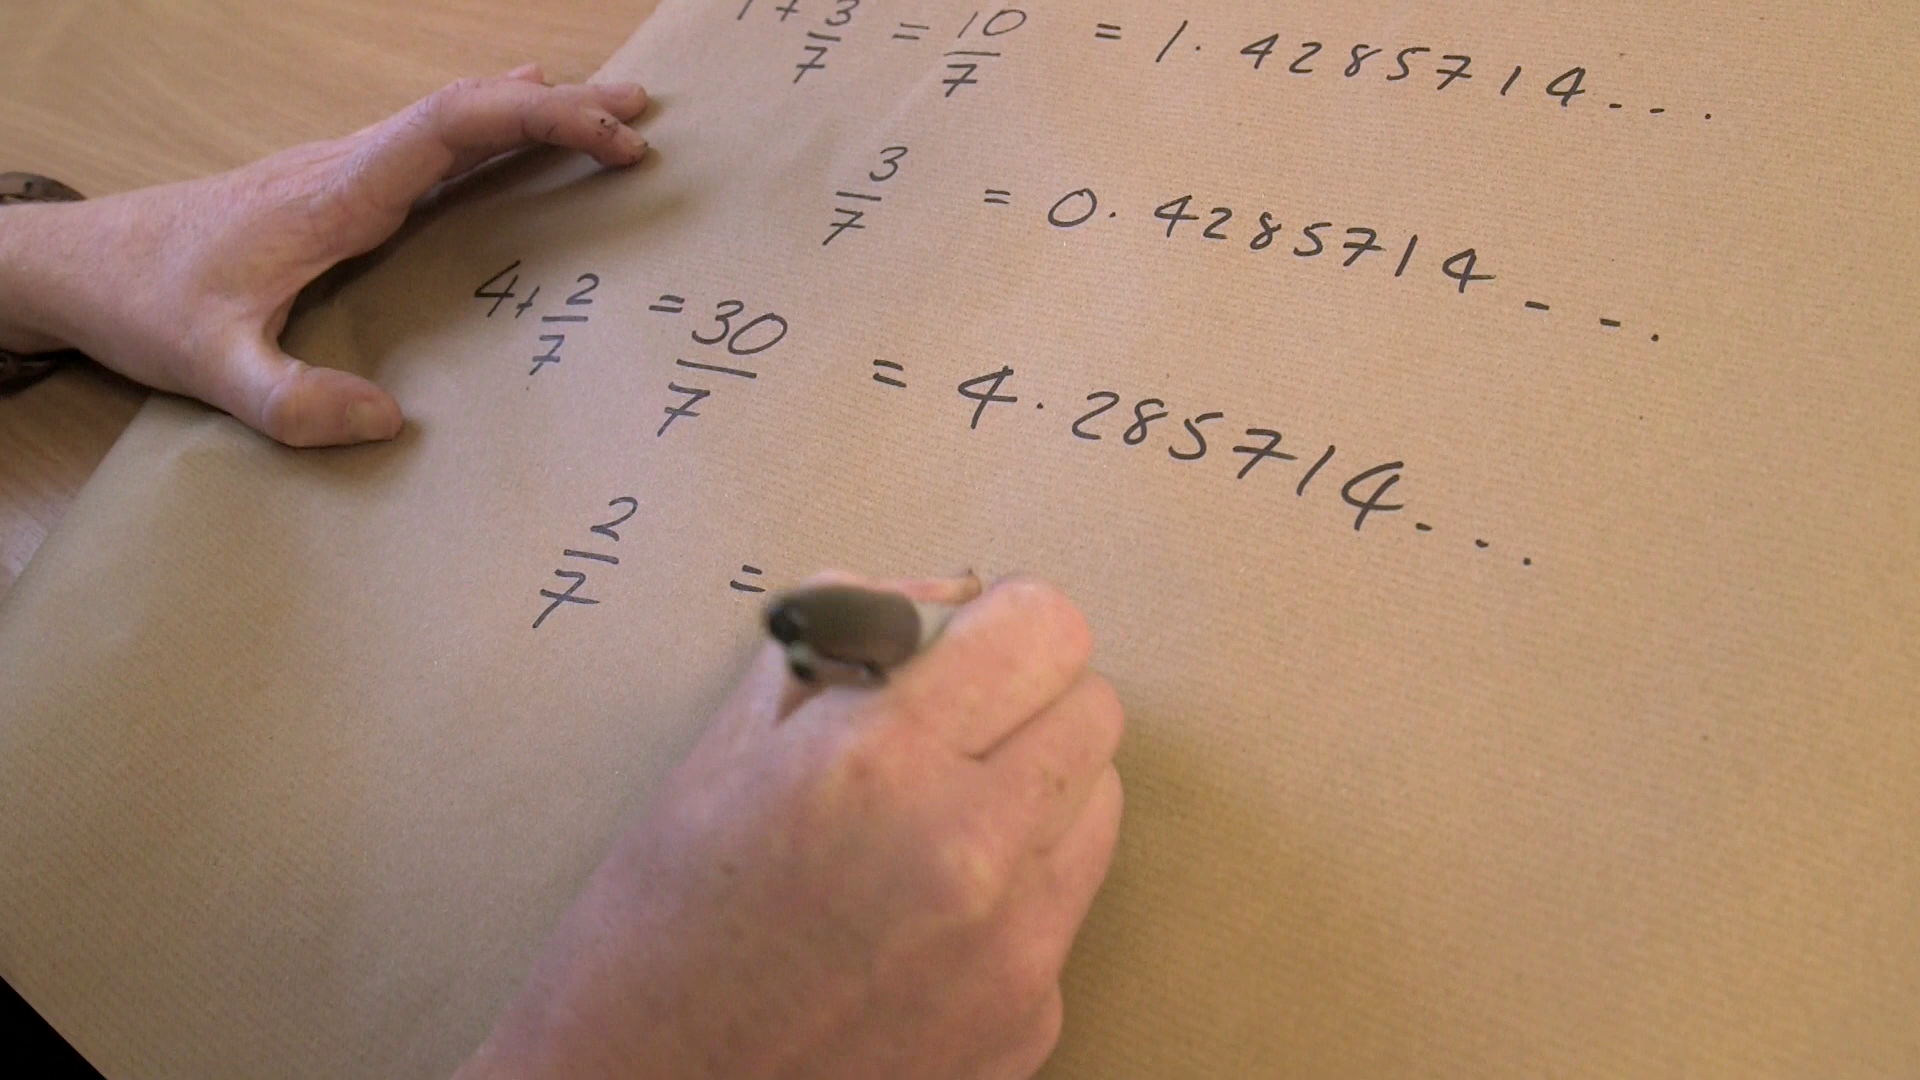 1 + 3/7 = 10/7 = 1.4285714...
3/7 = 0.4285714...
4 + 2/7 = 30/7 = 4.285714...
2/7 =